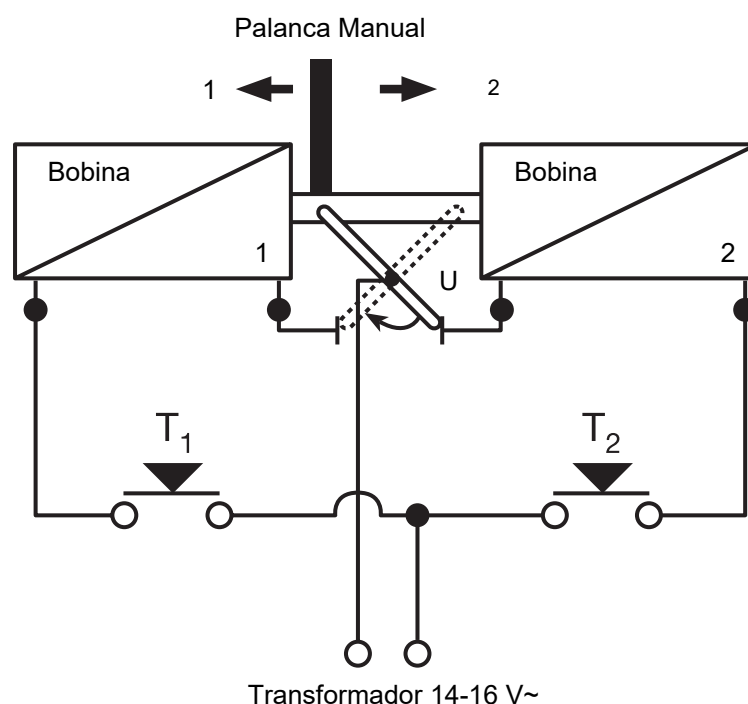 Palanca Manual
1 2
Bobina Bobina
1 U 2
T1 T2
Transformador 14-16 V~